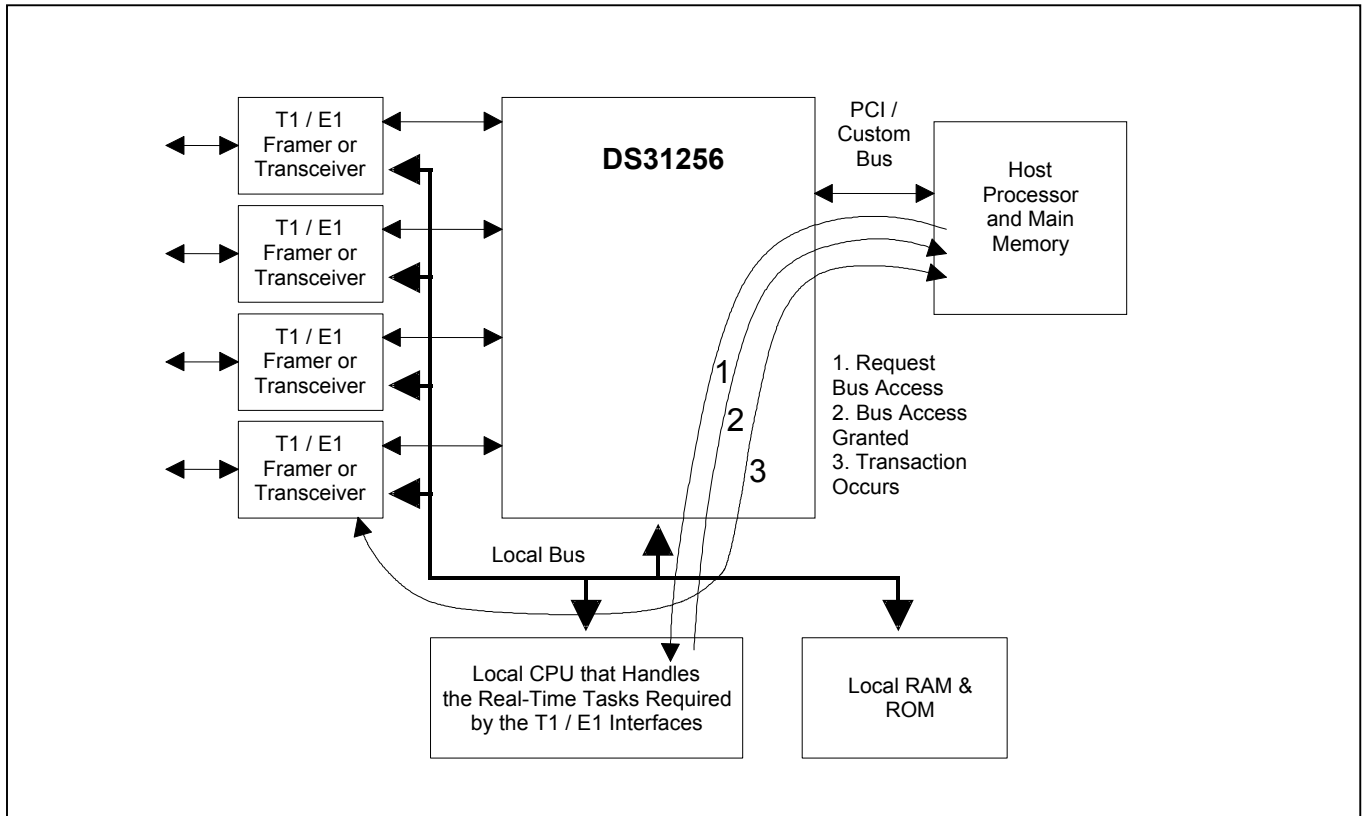 T1 / E1
Framer or
Transceiver
T1 / E1
Framer or
Transceiver
T1 / E1
Framer or
Transceiver
T1 / E1
Framer or
Transceiver
DS31256
PCI /
Custom
Bus
Host
Processor
and Main
Memory
1
2
3
1. Request
Bus Access
2. Bus Access
Granted
3. Transaction
Occurs
Local Bus
Local CPU that Handles
the Real-Time Tasks Required
by the T1 / E1 Interfaces
Local RAM &
ROM